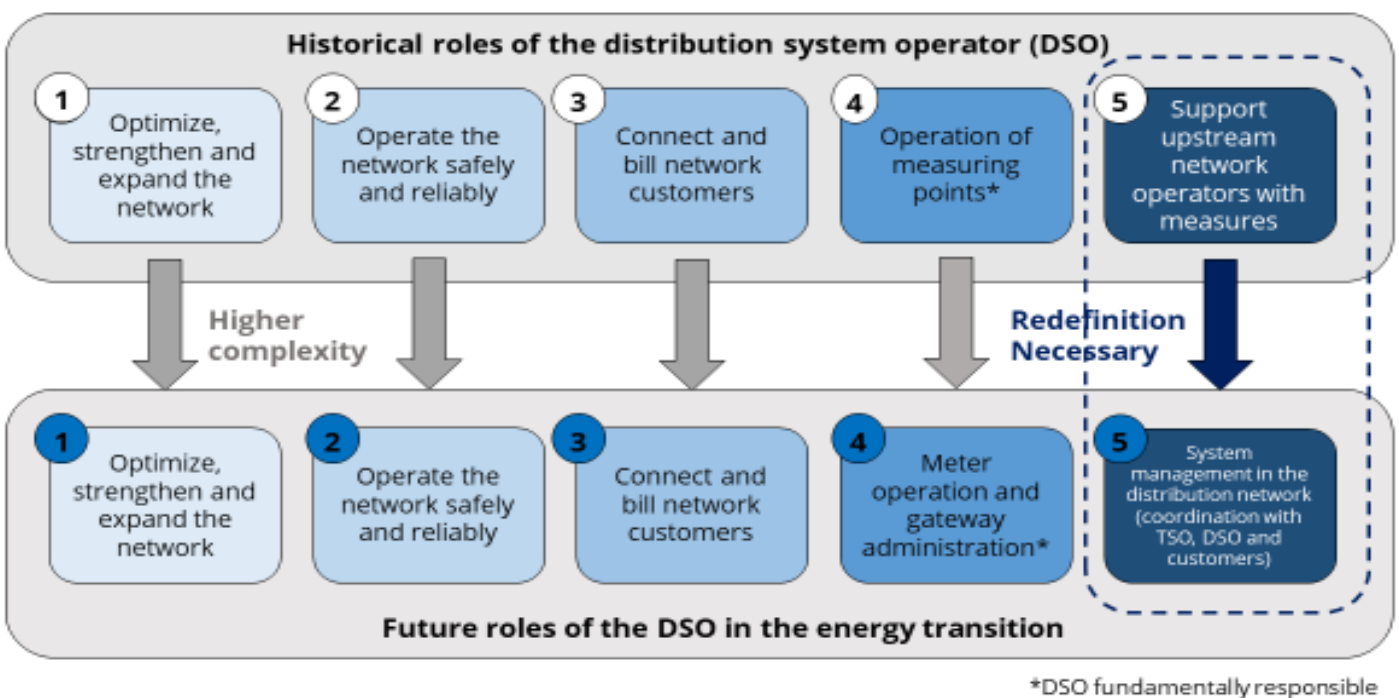 Historical roles of the distribution system operator (DSO)
1
Optimize,
strengthen and
expand the
network
2
Operate the
network safely
and reliably
3
Connect and
bill network
customers
4
Operation of
measuring
points*
5
Support
upstream
network
operators with
measures
Higher
complexity
Redefinition
Necessary
1
Optimize,
strengthen and
expand the
network
2
Operate the
network safely
and reliably
3
Connect and
bill network
customers
4
Meter
operation and
gateway
administration*
5
System
management in the
distribution network
(coordination with
TSO, DSO and
customers)
Future roles of the DSO in the energy transition
*DSO fundamentally responsible